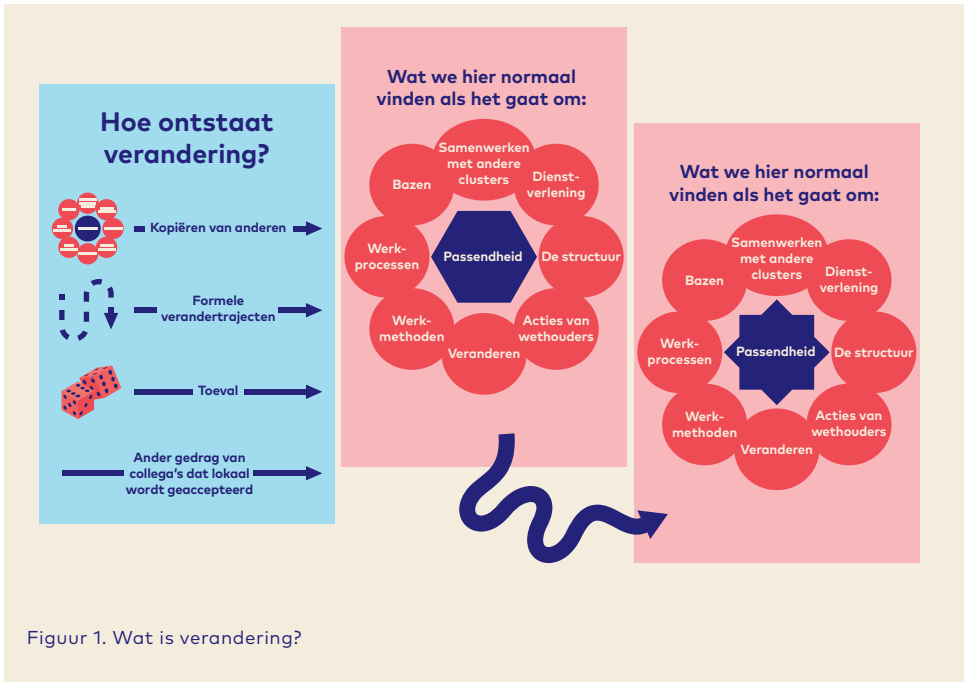 Hoe ontstaat
verandering?
Kopiëren van anderen
Formele
verandertrajecten
Toeval
Ander gedrag van
collega's dat lokaal
wordt geaccepteerd
Wat we hier normaal
vinden als het gaat om:
Samenwerken
met andere
clusters
Bazen
Dienst-
verlening
Werk-
processen
Passendheid
De structuur
Werk-
methoden
Veranderen
Acties van
wethouders
Wat we hier normaal
vinden als het gaat om:
Samenwerken
met andere
clusters
Bazen
Dienst-
verlening
Werk-
processen
Passendheid
De structuur
Werk-
methoden
Veranderen
Acties van
wethouders
Figuur 1. Wat is verandering?